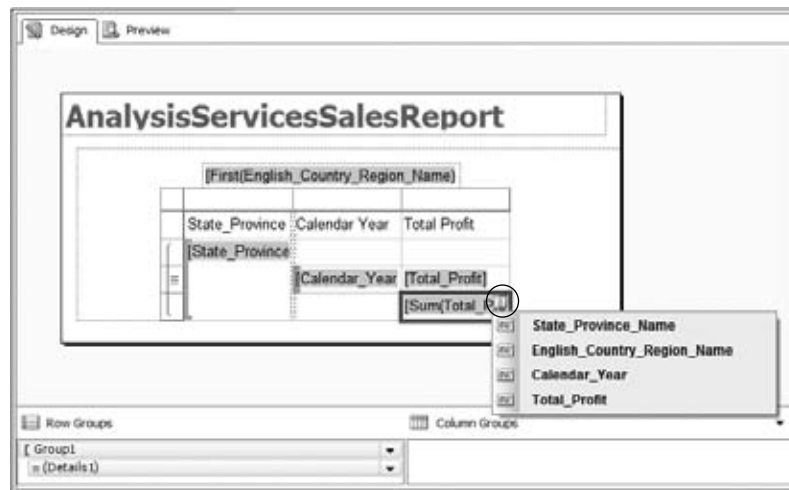 Design Preview
AnalysisServicesSalesReport
[First(English_Country_Region_Name)
State_Province Calendar Year Total Profit
[State_Province
[Calendar_Year [Total_Profit]
[Sum(Total_P
State_Province_Name
English_Country_Region_Name
Calendar_Year
Total_Profit
Row Groups Column Groups
[ Group1
≡ (Details1)